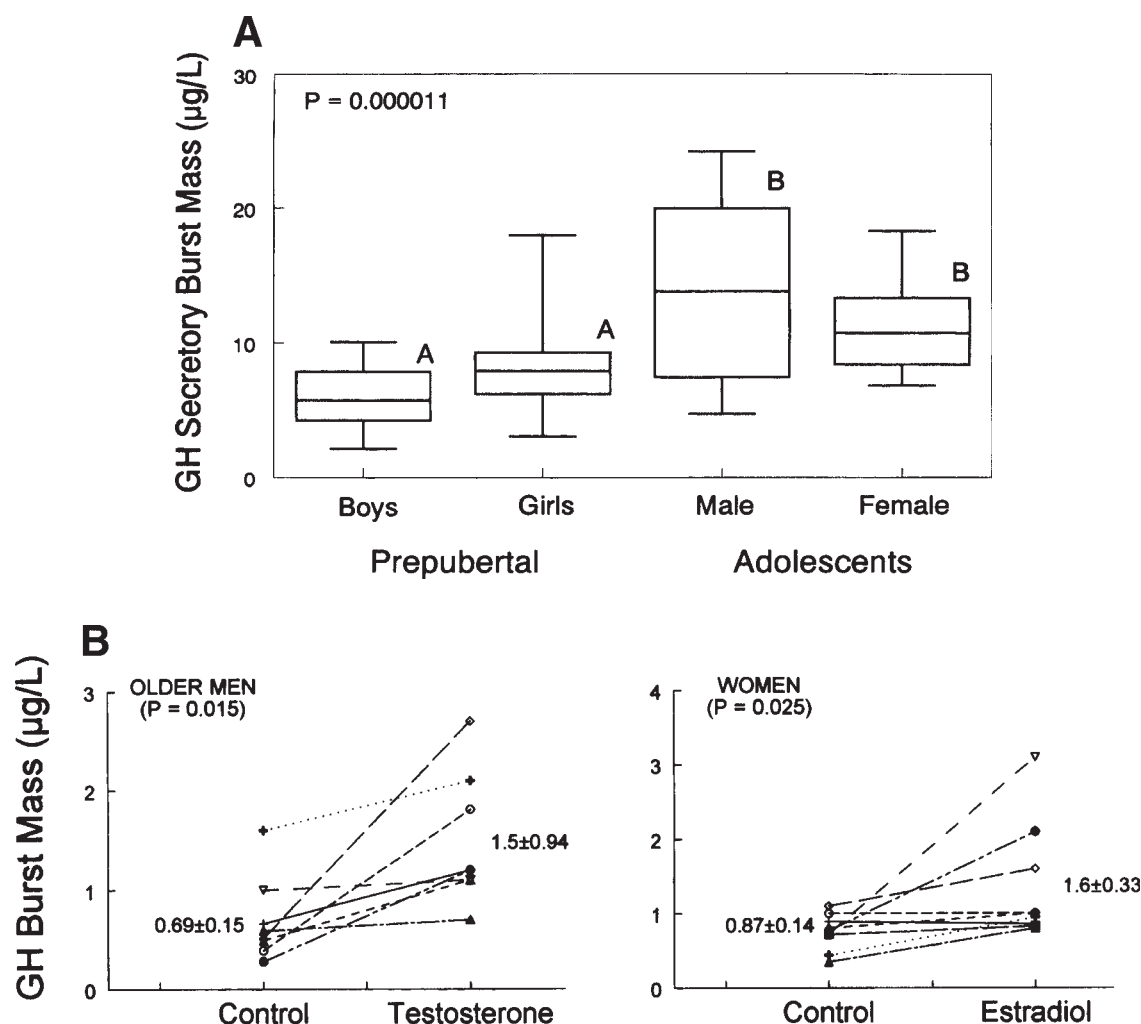 A
GH Secretory Burst Mass (µg/L)
30
20
10
0
P = 0.000011
A
A
B
B
Boys Girls Male Female
Prepubertal Adolescents
B
GH Burst Mass (µg/L)
3
2
1
0
OLDER MEN
(P = 0.015)
0.69±0.15
1.5±0.94
Control Testosterone
4
3
2
1
0
WOMEN
(P = 0.025)
0.87±0.14
1.6±0.33
Control Estradiol